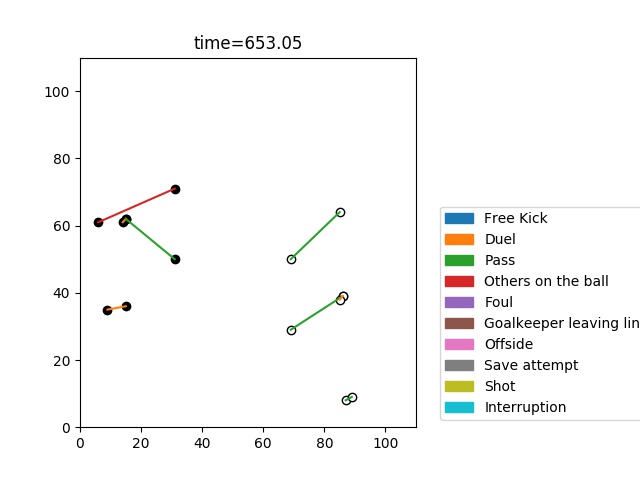 time=653.05
100
80
60
40
20
0
0 20 40 60 80 100
Free Kick
Duel
Pass
Others on the ball
Foul
Goalkeeper leaving lin
Offside
Save attempt
Shot
Interruption